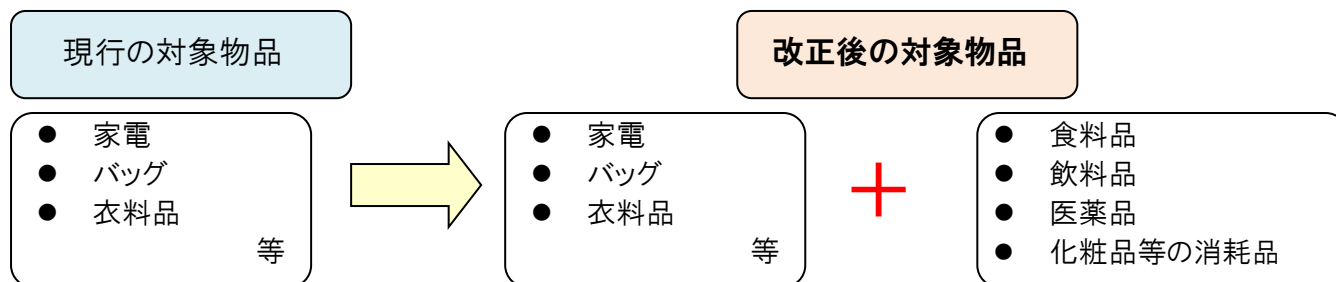 現行の対象物品
改正後の対象物品
● 家電
● バッグ
● 衣料品
等
● 家電
● バッグ
● 衣料品
等
● 食料品
● 飲料品
● 医薬品
● 化粧品等の消耗品